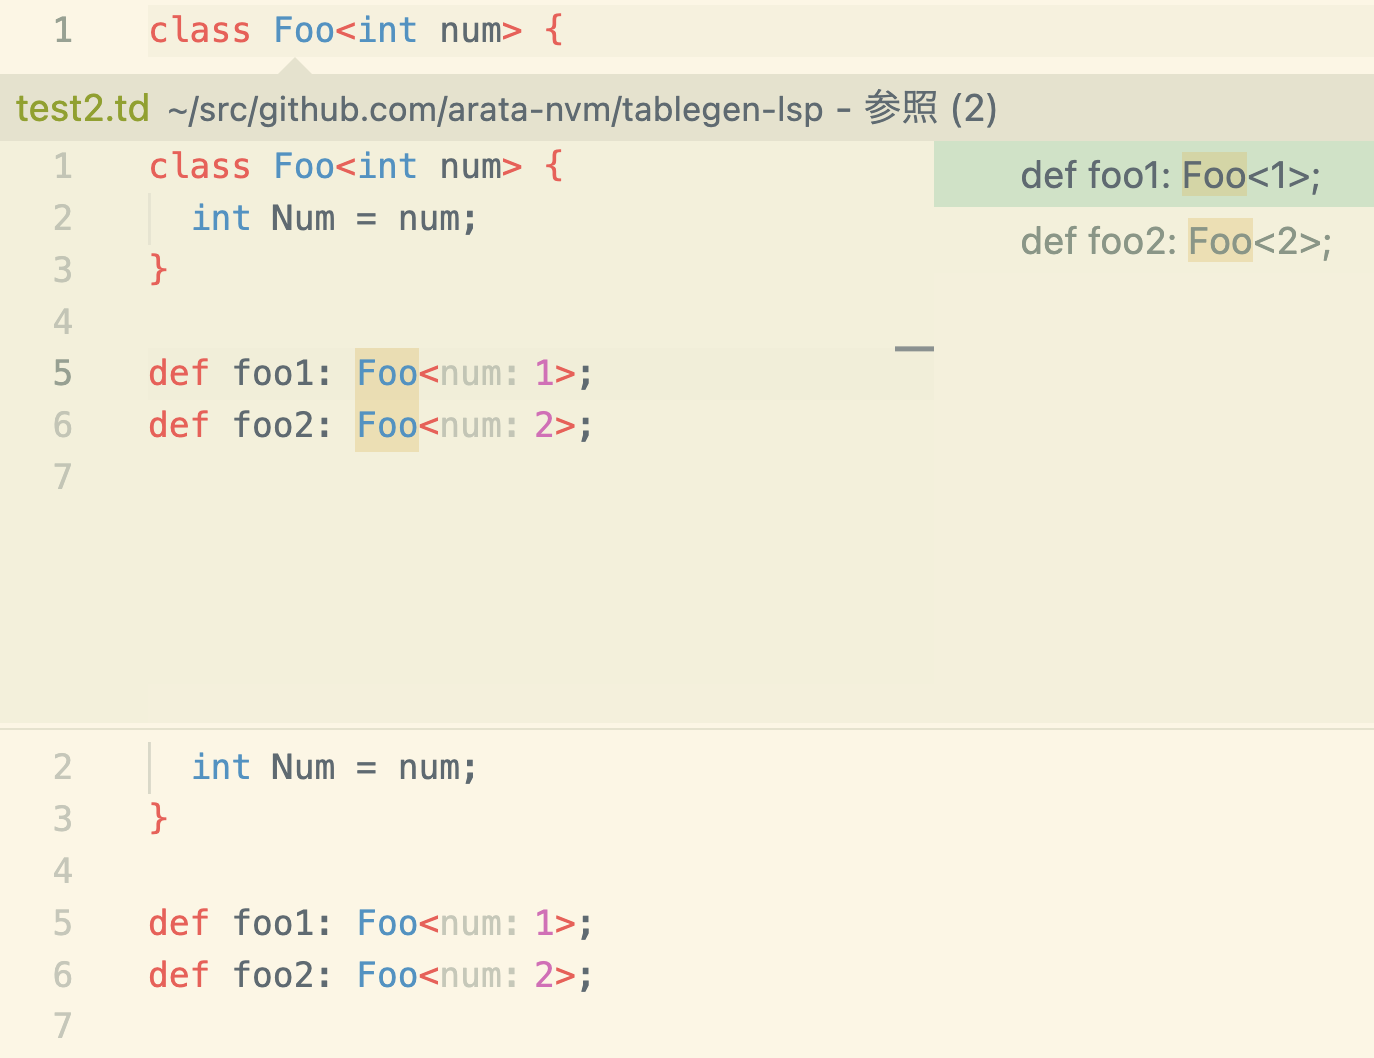 1 class Foo<int num> {
test2.td ~/src/github.com/arata-nvm/tablegen-lsp - 参照 (2)
1 class Foo<int num> {
2 int Num = num;
3 }
4
5 def foo1: Foo<num: 1>;
6 def foo2: Foo<num: 2>;
7
def foo1: Foo<1>;
def foo2: Foo<2>;
2 int Num = num;
3 }
4
5 def foo1: Foo<num: 1>;
6 def foo2: Foo<num: 2>;
7